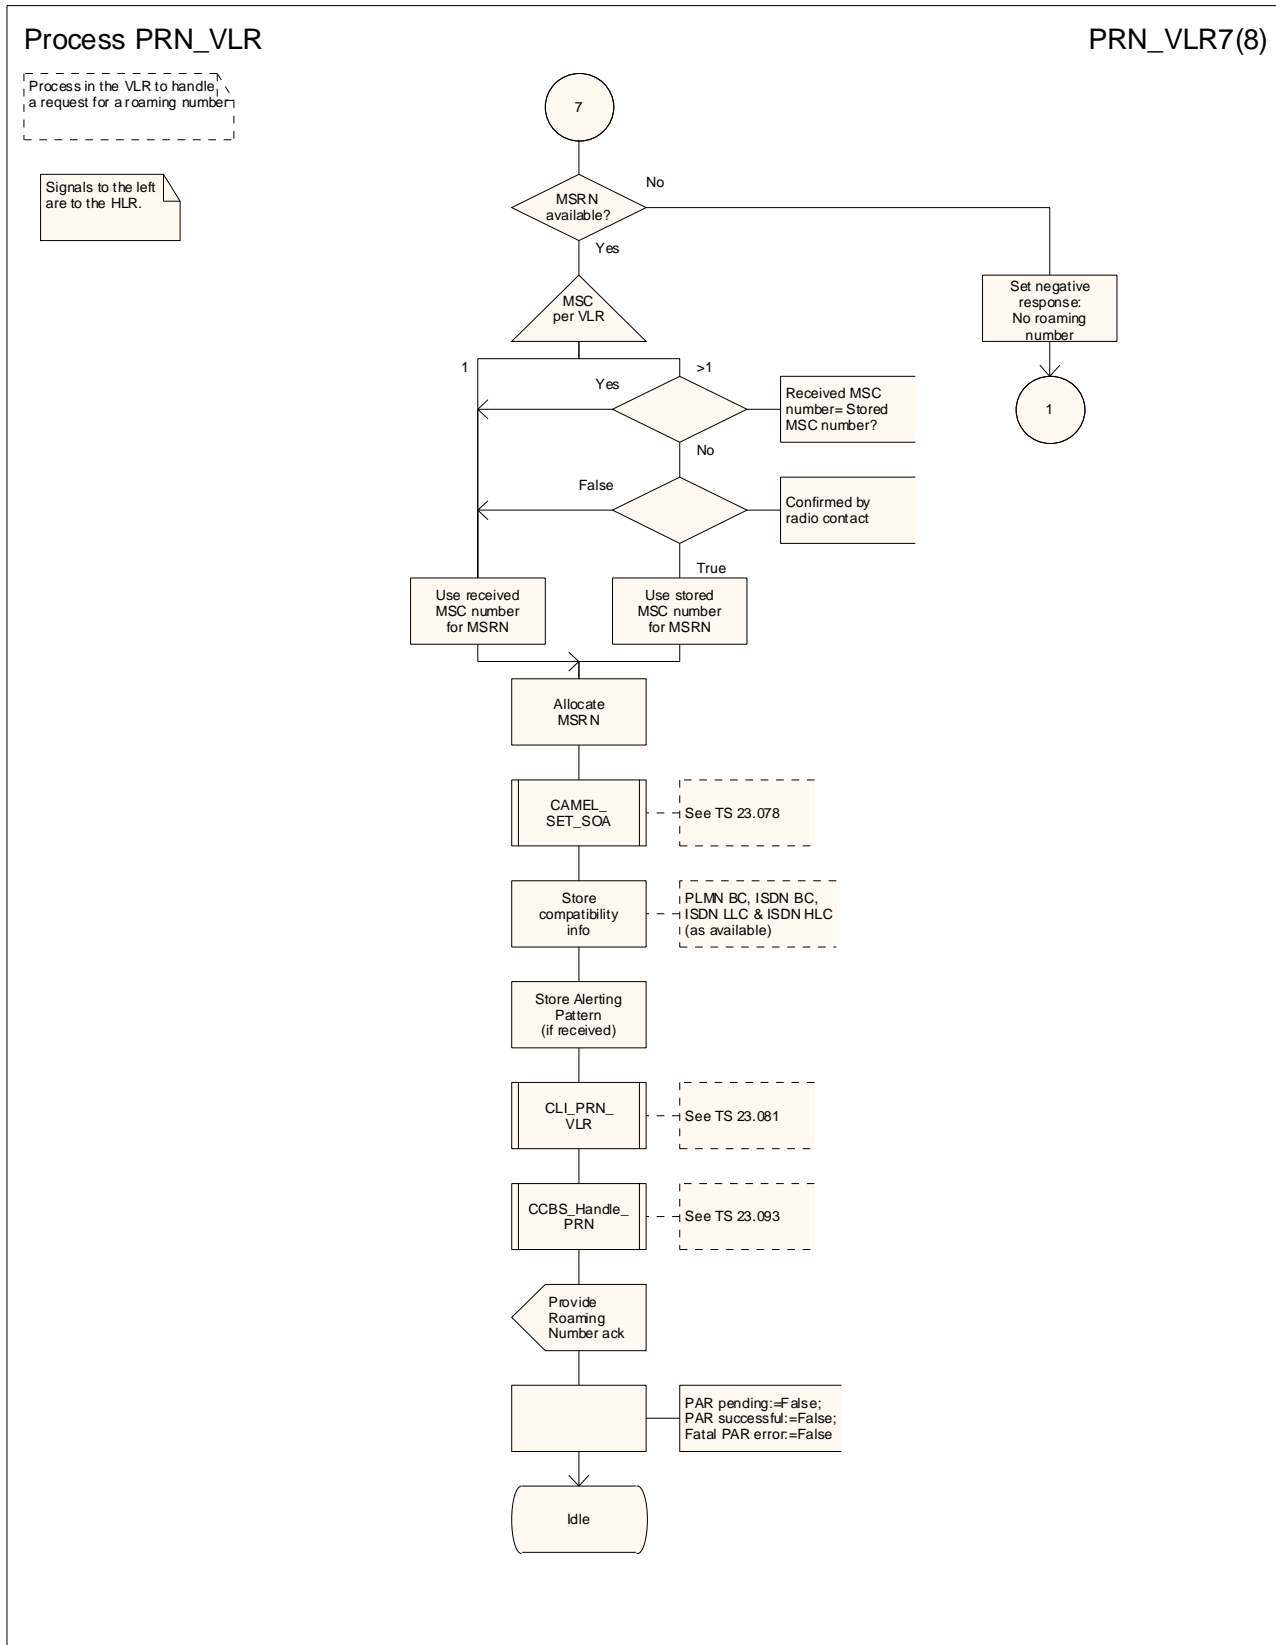 Process PRN_VLR
PRN_VLR7(8)
Process in the VLR to handle
a request for a roaming number
Signals to the left
are to the HLR.
7
MSRN
available?
No
Yes
MSC
per VLR
Set negative
response:
No roaming
number
1
1
>1
Yes
Received MSC
number= Stored
MSC number?
No
False
Confirmed by
radio contact
True
Use received
MSC number
for MSRN
Use stored
MSC number
for MSRN
Allocate
MSRN
CAMEL_
SET_SOA
See TS 23.078
Store
compatibility
info
PLMN BC, ISDN BC,
ISDN LLC & ISDN HLC
(as available)
Store Alerting
Pattern
(if received)
CLI_PRN_
VLR
See TS 23.081
CCBS_Handle_
PRN
See TS 23.093
Provide
Roaming
Number ack
PAR pending:=False;
PAR successful:=False;
Fatal PAR error:=False
Idle